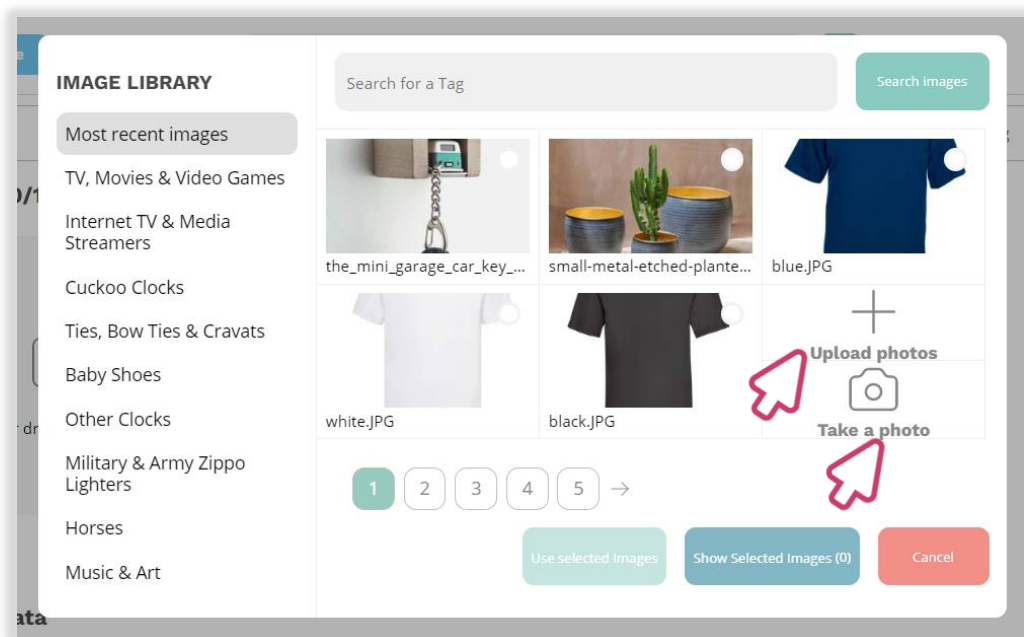 IMAGE LIBRARY
Most recent images
TV, Movies & Video Games
Internet TV & Media
Streamers
Cuckoo Clocks
Ties, Bow Ties & Cravats
Baby Shoes
Other Clocks
Military & Army Zippo
Lighters
Horses
Music & Art
Search for a Tag
Search images
the_mini_garage_car_key_...
small-metal-etched-plante...
blue.JPG
white.JPG
black.JPG
Upload photos
Take a photo
1 2 3 4 5 →
Use selected Images
Show Selected Images (0)
Cancel